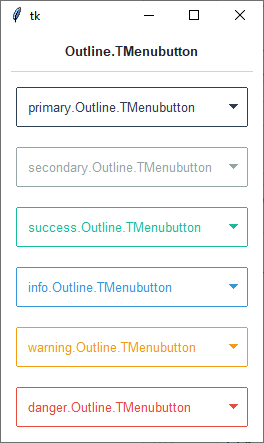 tk
Outline.TMenubutton
primary.Outline.TMenubutton
secondary.Outline.TMenubutton
success.Outline.TMenubutton
info.Outline.TMenubutton
warning.Outline.TMenubutton
danger.Outline.TMenubutton